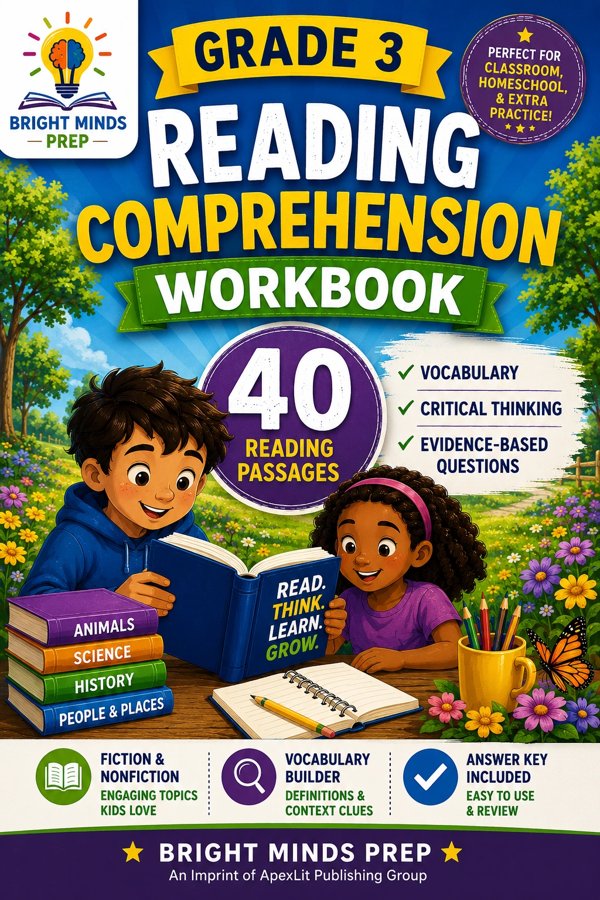 BRIGHT MINDS
PREP
GRADE 3
PERFECT FOR
CLASSROOM,
HOMESCHOOL,
& EXTRA
PRACTICE!
READING
COMPREHENSION
WORKBOOK
40
READING
PASSAGES
VOCABULARY
CRITICAL THINKING
EVIDENCE-BASED
QUESTIONS
READ.
THINK.
LEARN.
GROW.
ANIMALS
SCIENCE
HISTORY
PEOPLE & PLACES
FICTION &
NONFICTION
ENGAGING TOPICS
KIDS LOVE
VOCABULARY
BUILDER
DEFINITIONS &
CONTEXT CLUES
ANSWER KEY
INCLUDED
EASY TO USE
& REVIEW
BRIGHT MINDS PREP
An Imprint of ApexLit Publishing Group